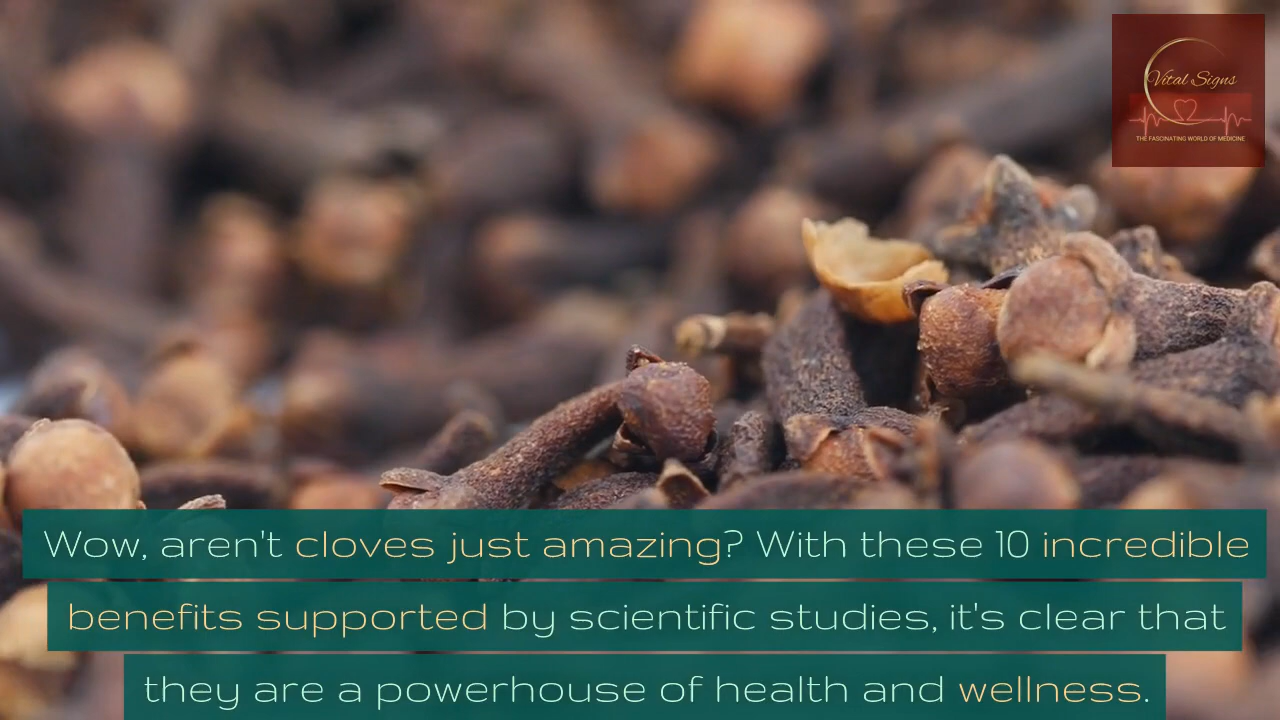 Vital Signs
THE FASCINATING WORLD OF MEDICINE
Wow, aren't cloves just amazing? With these 10 incredible
benefits supported by scientific studies, it's clear that
they are a powerhouse of health and wellness.